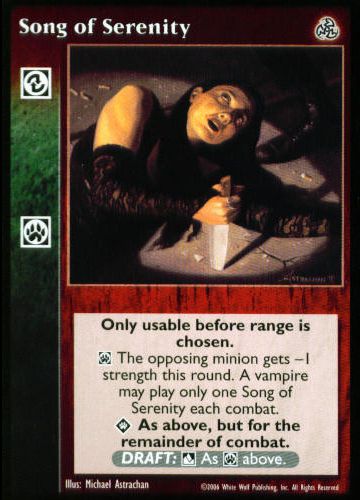 Song of Serenity
Only usable before range is
chosen.
The opposing minion gets –1
strength this round. A vampire
may play only one Song of
Serenity each combat.
As above, but for the
remainder of combat.
DRAFT: As above.
Illus: Michael Astrachan ©2006 White Wolf Publishing, Inc. All Rights Reserved